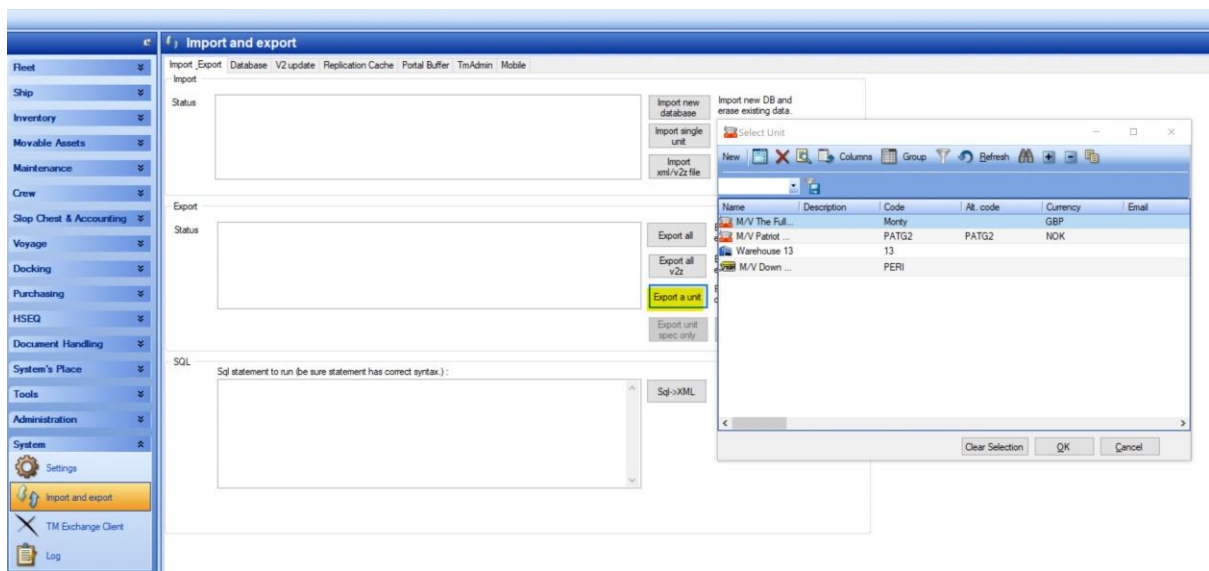 Import and export
Fleet
Ship
Inventory
Movable Assets
Maintenance
Crew
Slop Chest & Accounting
Voyage
Docking
Purchasing
HSEQ
Document Handling
System's Place
Tools
Administration
System
Settings
Import and export
TM Exchange Client
Log
Import ,Export Database V2 update Replication Cache Portal Buffer TmAdmin Mobile
Import
Status
Import new database
Import new DB and erase existing data.
Import single unit
Import xml/v2z file
Export
Status
Export all
Export all v2z
Export a unit
Export unit spec only
SQL
Sql statement to run (be sure statement has correct syntax.) :
Sql->XML
Select Unit
New Columns Group Refresh
Name Description Code Alt. code Currency Email
M/V The Full... Monty GBP
M/V Patriot ... PATG2 PATG2 NOK
Warehouse 13 13
M/V Down ... PERI
Clear Selection OK Cancel